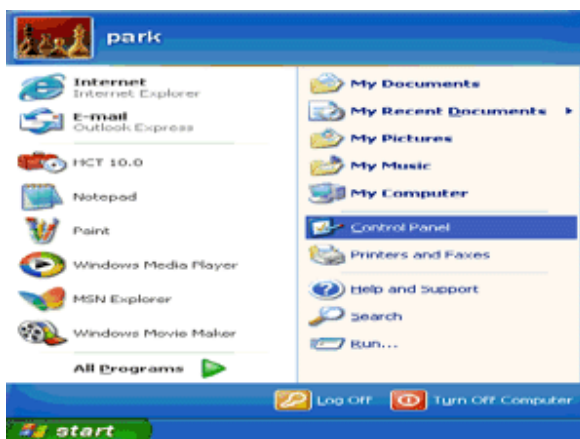 park
Internet
Internet Explorer
E-mail
Outlook Express
HCT 10.0
Notepad
Paint
Windows Media Player
MSN Explorer
Windows Movie Maker
All Programs
My Documents
My Recent Documents
My Pictures
My Music
My Computer
Control Panel
Printers and Faxes
Help and Support
Search
Run...
Log Off
Turn Off Computer
start